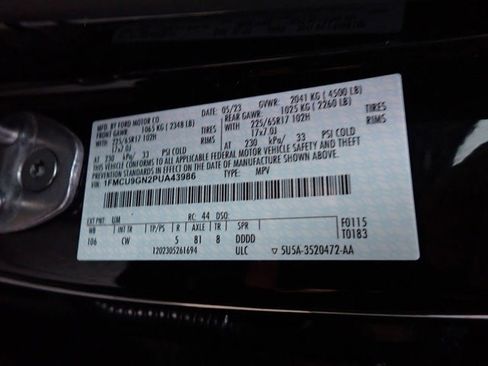 MFD. BY FORD MOTOR CO.
DATE: 05/23 GVWR: 2041 KG ( 4500 LB)
FRONT GAWR: 1065 KG ( 2348 LB) REAR GAWR: 1025 KG ( 2260 LB)
WITH 225/65R17 102H TIRES WITH 225/65R17 102H TIRES
17x7.0J RIMS 17x7.0J RIMS
AT 230 kPa/ 33 PSI COLD AT 230 kPa/ 33 PSI COLD
THIS VEHICLE CONFORMS TO ALL APPLICABLE FEDERAL MOTOR VEHICLE SAFETY AND THEFT
PREVENTION STANDARDS IN EFFECT ON THE DATE OF MANUFACTURE SHOWN ABOVE.
VIN: 1FMCU9GN2PUA43986 TYPE: MPV
EXT PNT: UM RC: 44 DSO: F0115
WB TP/PS R AXLE TR SPR T0183
106 CW 5 81 8 DDDD
1202305261694 ULC 5U5A-3520472-AA